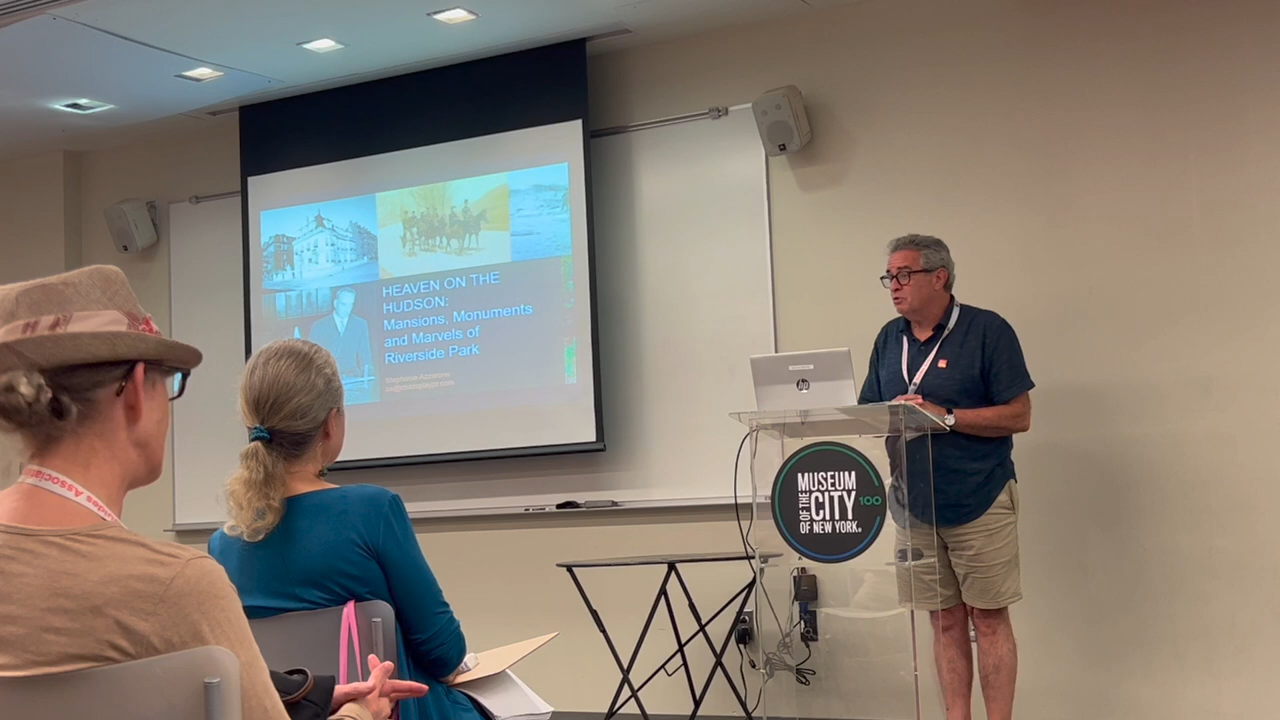 HEAVEN ON THE
HUDSON:
Mansions, Monuments
and Marvels of
Riverside Park
hp
MUSEUM
OF THE
CITY
OF NEW YORK
100